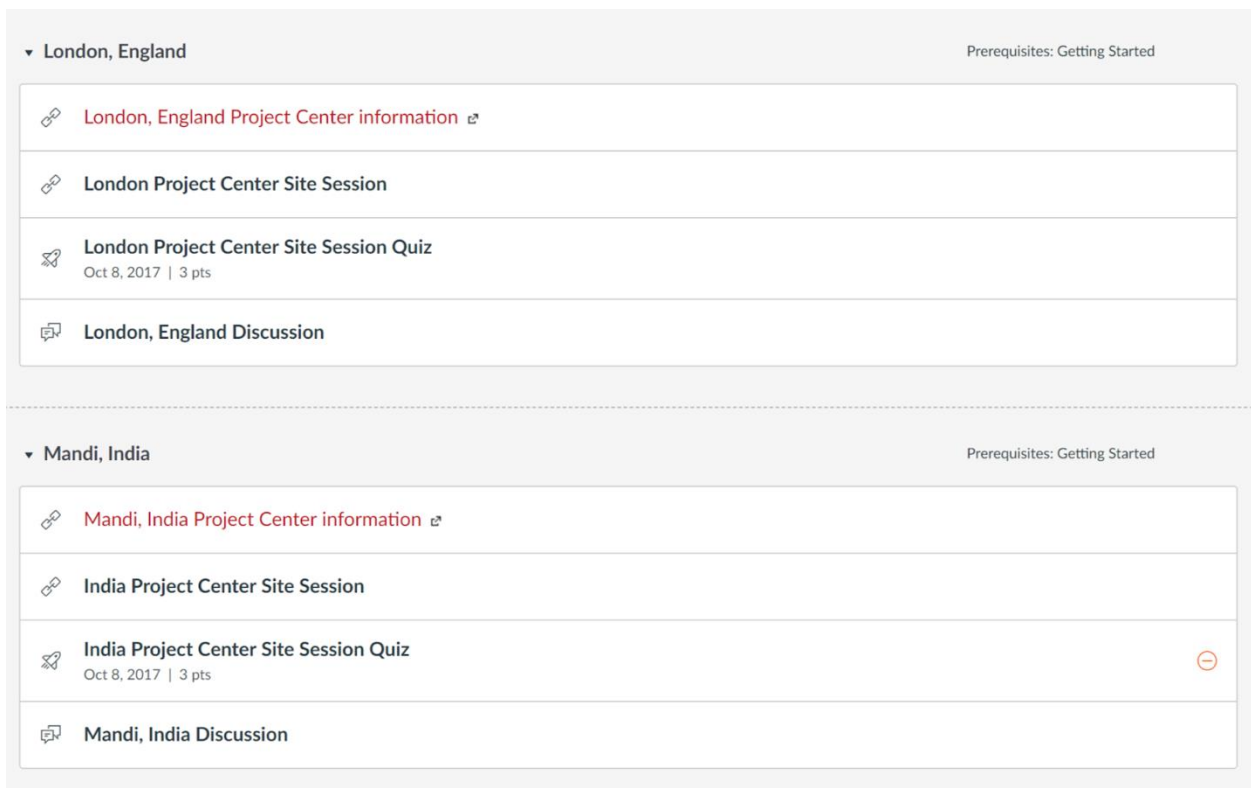 London, England
Prerequisites: Getting Started
London, England Project Center information
London Project Center Site Session
London Project Center Site Session Quiz
Oct 8, 2017 | 3 pts
London, England Discussion
Mandi, India
Prerequisites: Getting Started
Mandi, India Project Center information
India Project Center Site Session
India Project Center Site Session Quiz
Oct 8, 2017 | 3 pts
Mandi, India Discussion